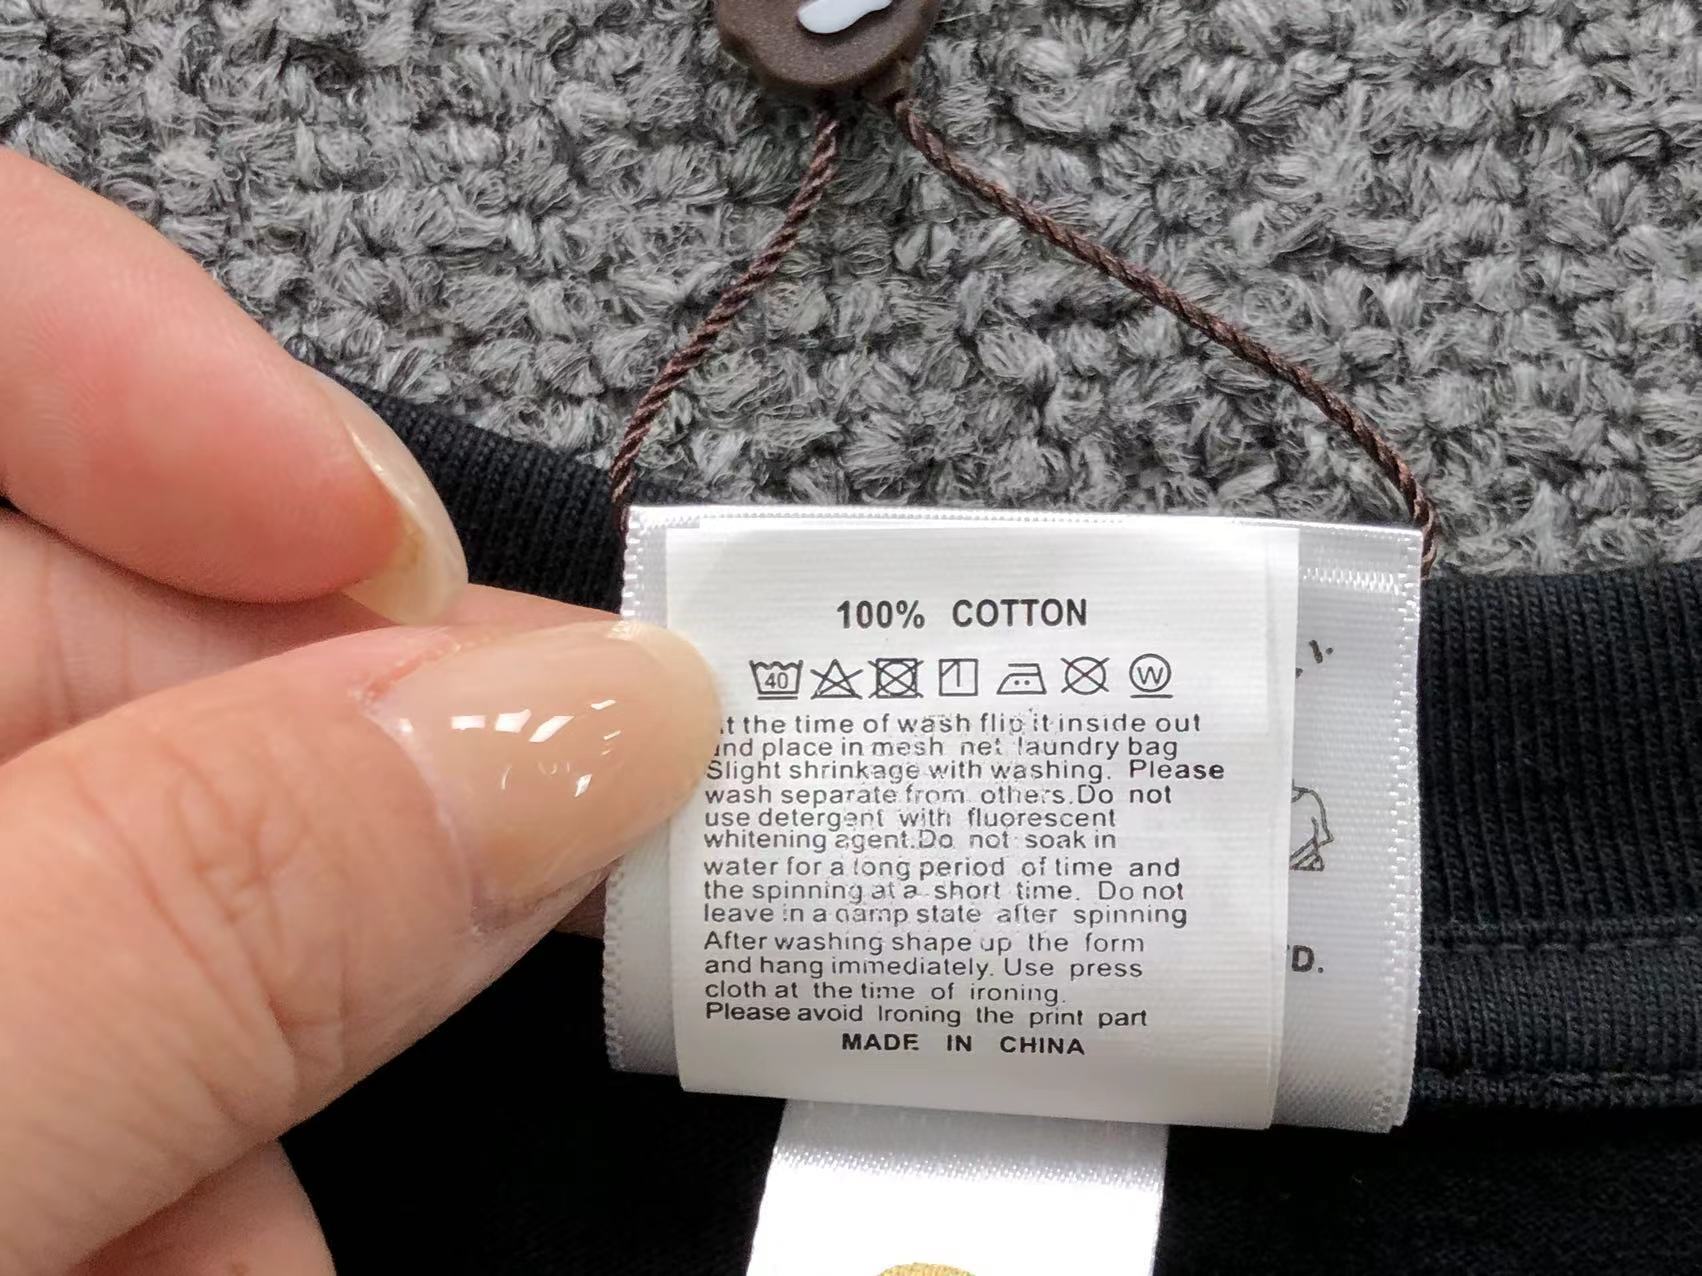 100% COTTON
40 W
t the time of wash flip it inside out
and place in mesh net laundry bag
Slight shrinkage with washing. Please
wash separate from others.Do not
use detergent with fluorescent
whitening agent.Do not soak in
water for a long period of time and
the spinning at a short time. Do not
leave in a damp state after spinning
After washing shape up the form
and hang immediately. Use press
cloth at the time of ironing.
Please avoid Ironing the print part
MADE IN CHINA
D.